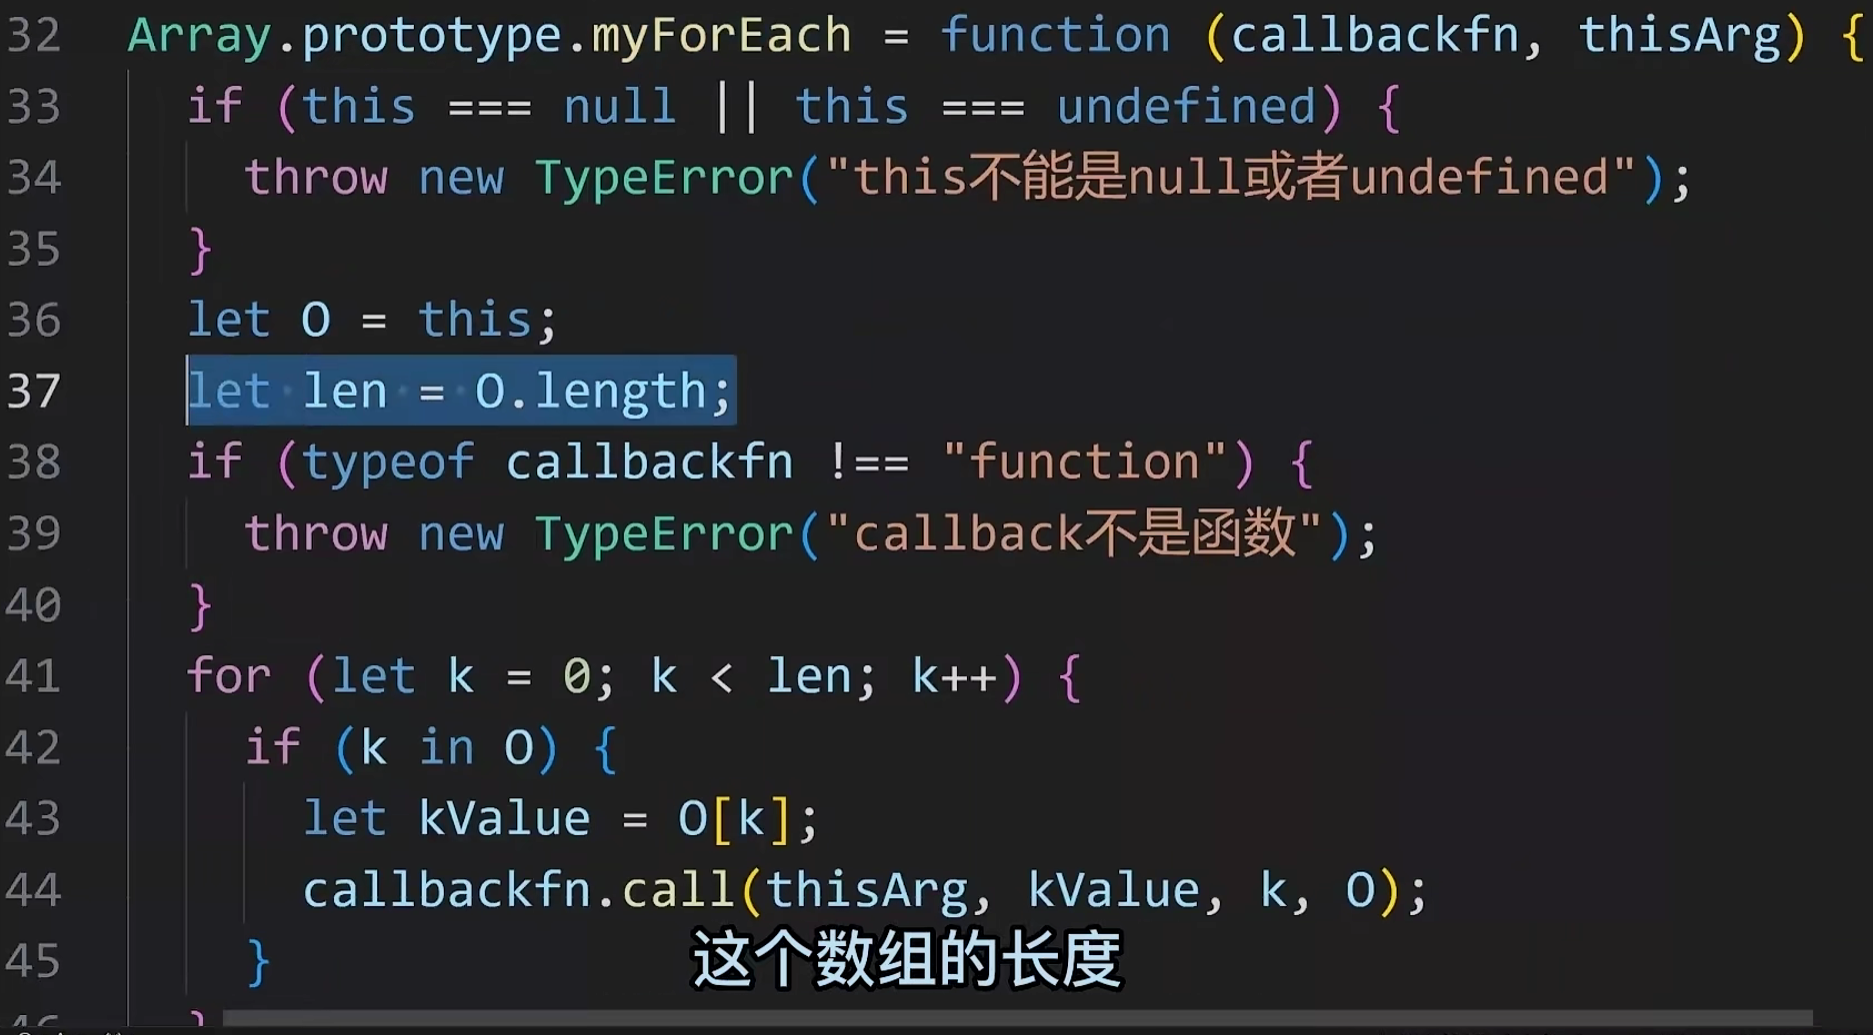 32 Array.prototype.myForEach = function (callbackfn, thisArg) {
33 if (this === null || this === undefined) {
34 throw new TypeError("this不能是null或者undefined");
35 }
36 let O = this;
37 let len = O.length;
38 if (typeof callbackfn !== "function") {
39 throw new TypeError("callback不是函数");
40 }
41 for (let k = 0; k < len; k++) {
42 if (k in O) {
43 let kValue = O[k];
44 callbackfn.call(thisArg, kValue, k, O);
45 }
这个数组的长度
46 }